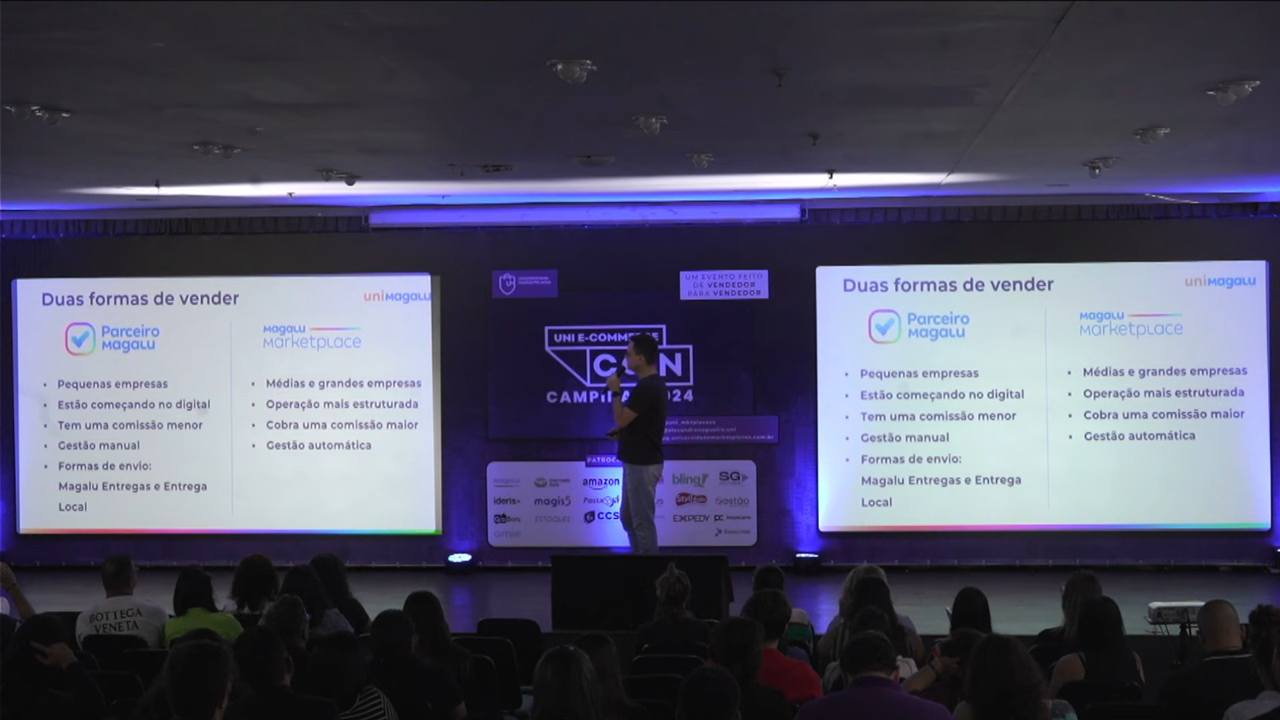 Duas formas de vender
uniMagalu
Parceiro
Magalu
Magalu
Marketplace
• Pequenas empresas
• Estão começando no digital
• Tem uma comissão menor
• Gestão manual
• Formas de envio:
Magalu Entregas e Entrega
Local
• Médias e grandes empresas
• Operação mais estruturada
• Cobra uma comissão maior
• Gestão automática
UM EVENTO FEITO
DE VENDEDOR
PARA VENDEDOR
UNI E-COMMERCE
amazon
bling!
SG
ideris
magis5
CCS
EXPEDY
Duas formas de vender
uniMagalu
Parceiro
Magalu
Magalu
Marketplace
• Pequenas empresas
• Estão começando no digital
• Tem uma comissão menor
• Gestão manual
• Formas de envio:
Magalu Entregas e Entrega
Local
• Médias e grandes empresas
• Operação mais estruturada
• Cobra uma comissão maior
• Gestão automática
BOTTEGA
VENETA